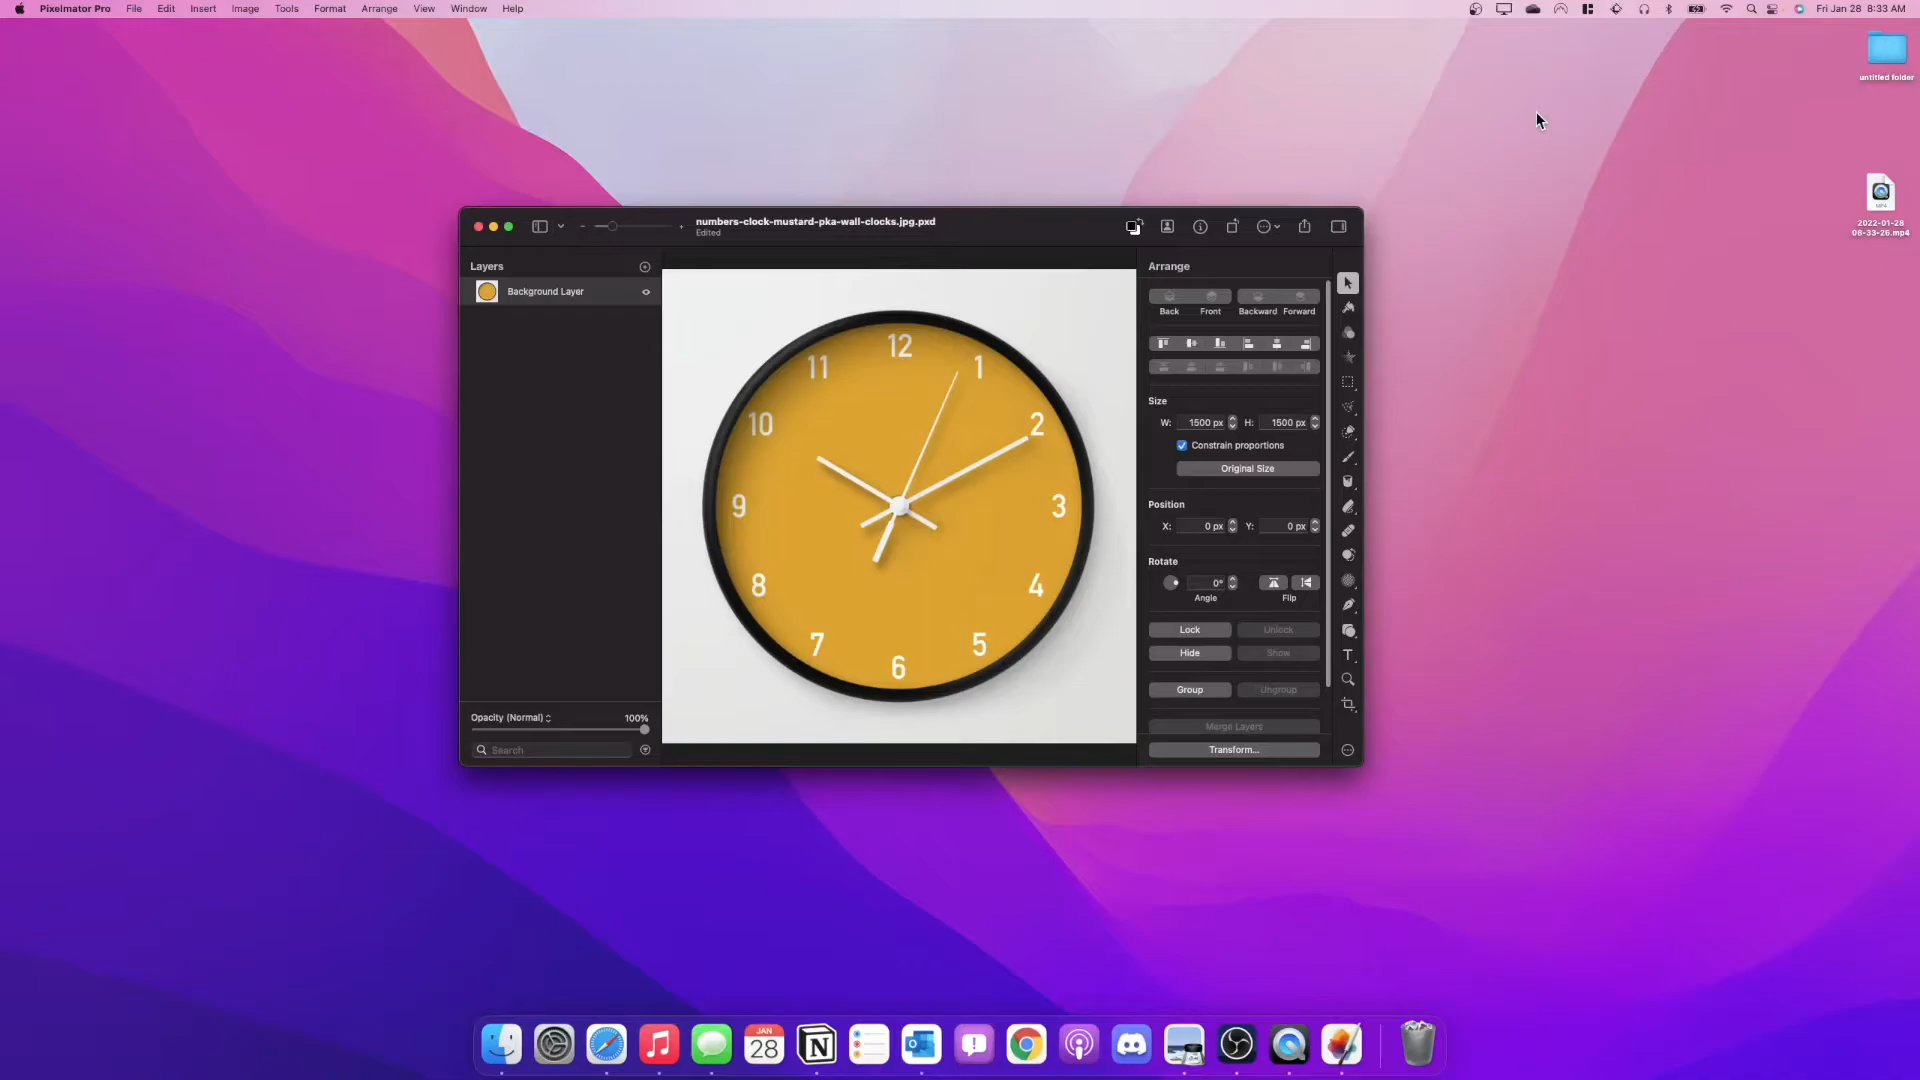 Pixelmator Pro File Edit Insert Image Tools Format Arrange View Window Help Fri Jan 28 8:33 AM
untitled folder
MP4
2022-01-28
08-33-26.mp4
numbers-clock-mustard-pka-wall-clocks.jpg.pxd
Edited
Layers
Background Layer
Opacity (Normal) 100%
Search
12
11 1
10 2
9 3
8 4
7 5
6
Arrange
Back Front Backward Forward
Size
W: 1500 px H: 1500 px
Constrain proportions
Original Size
Position
X: 0 px Y: 0 px
Rotate
0°
Angle Flip
Lock Unlock
Hide Show
Group Ungroup
Merge Layers
Transform...
T
JAN
28
N
O